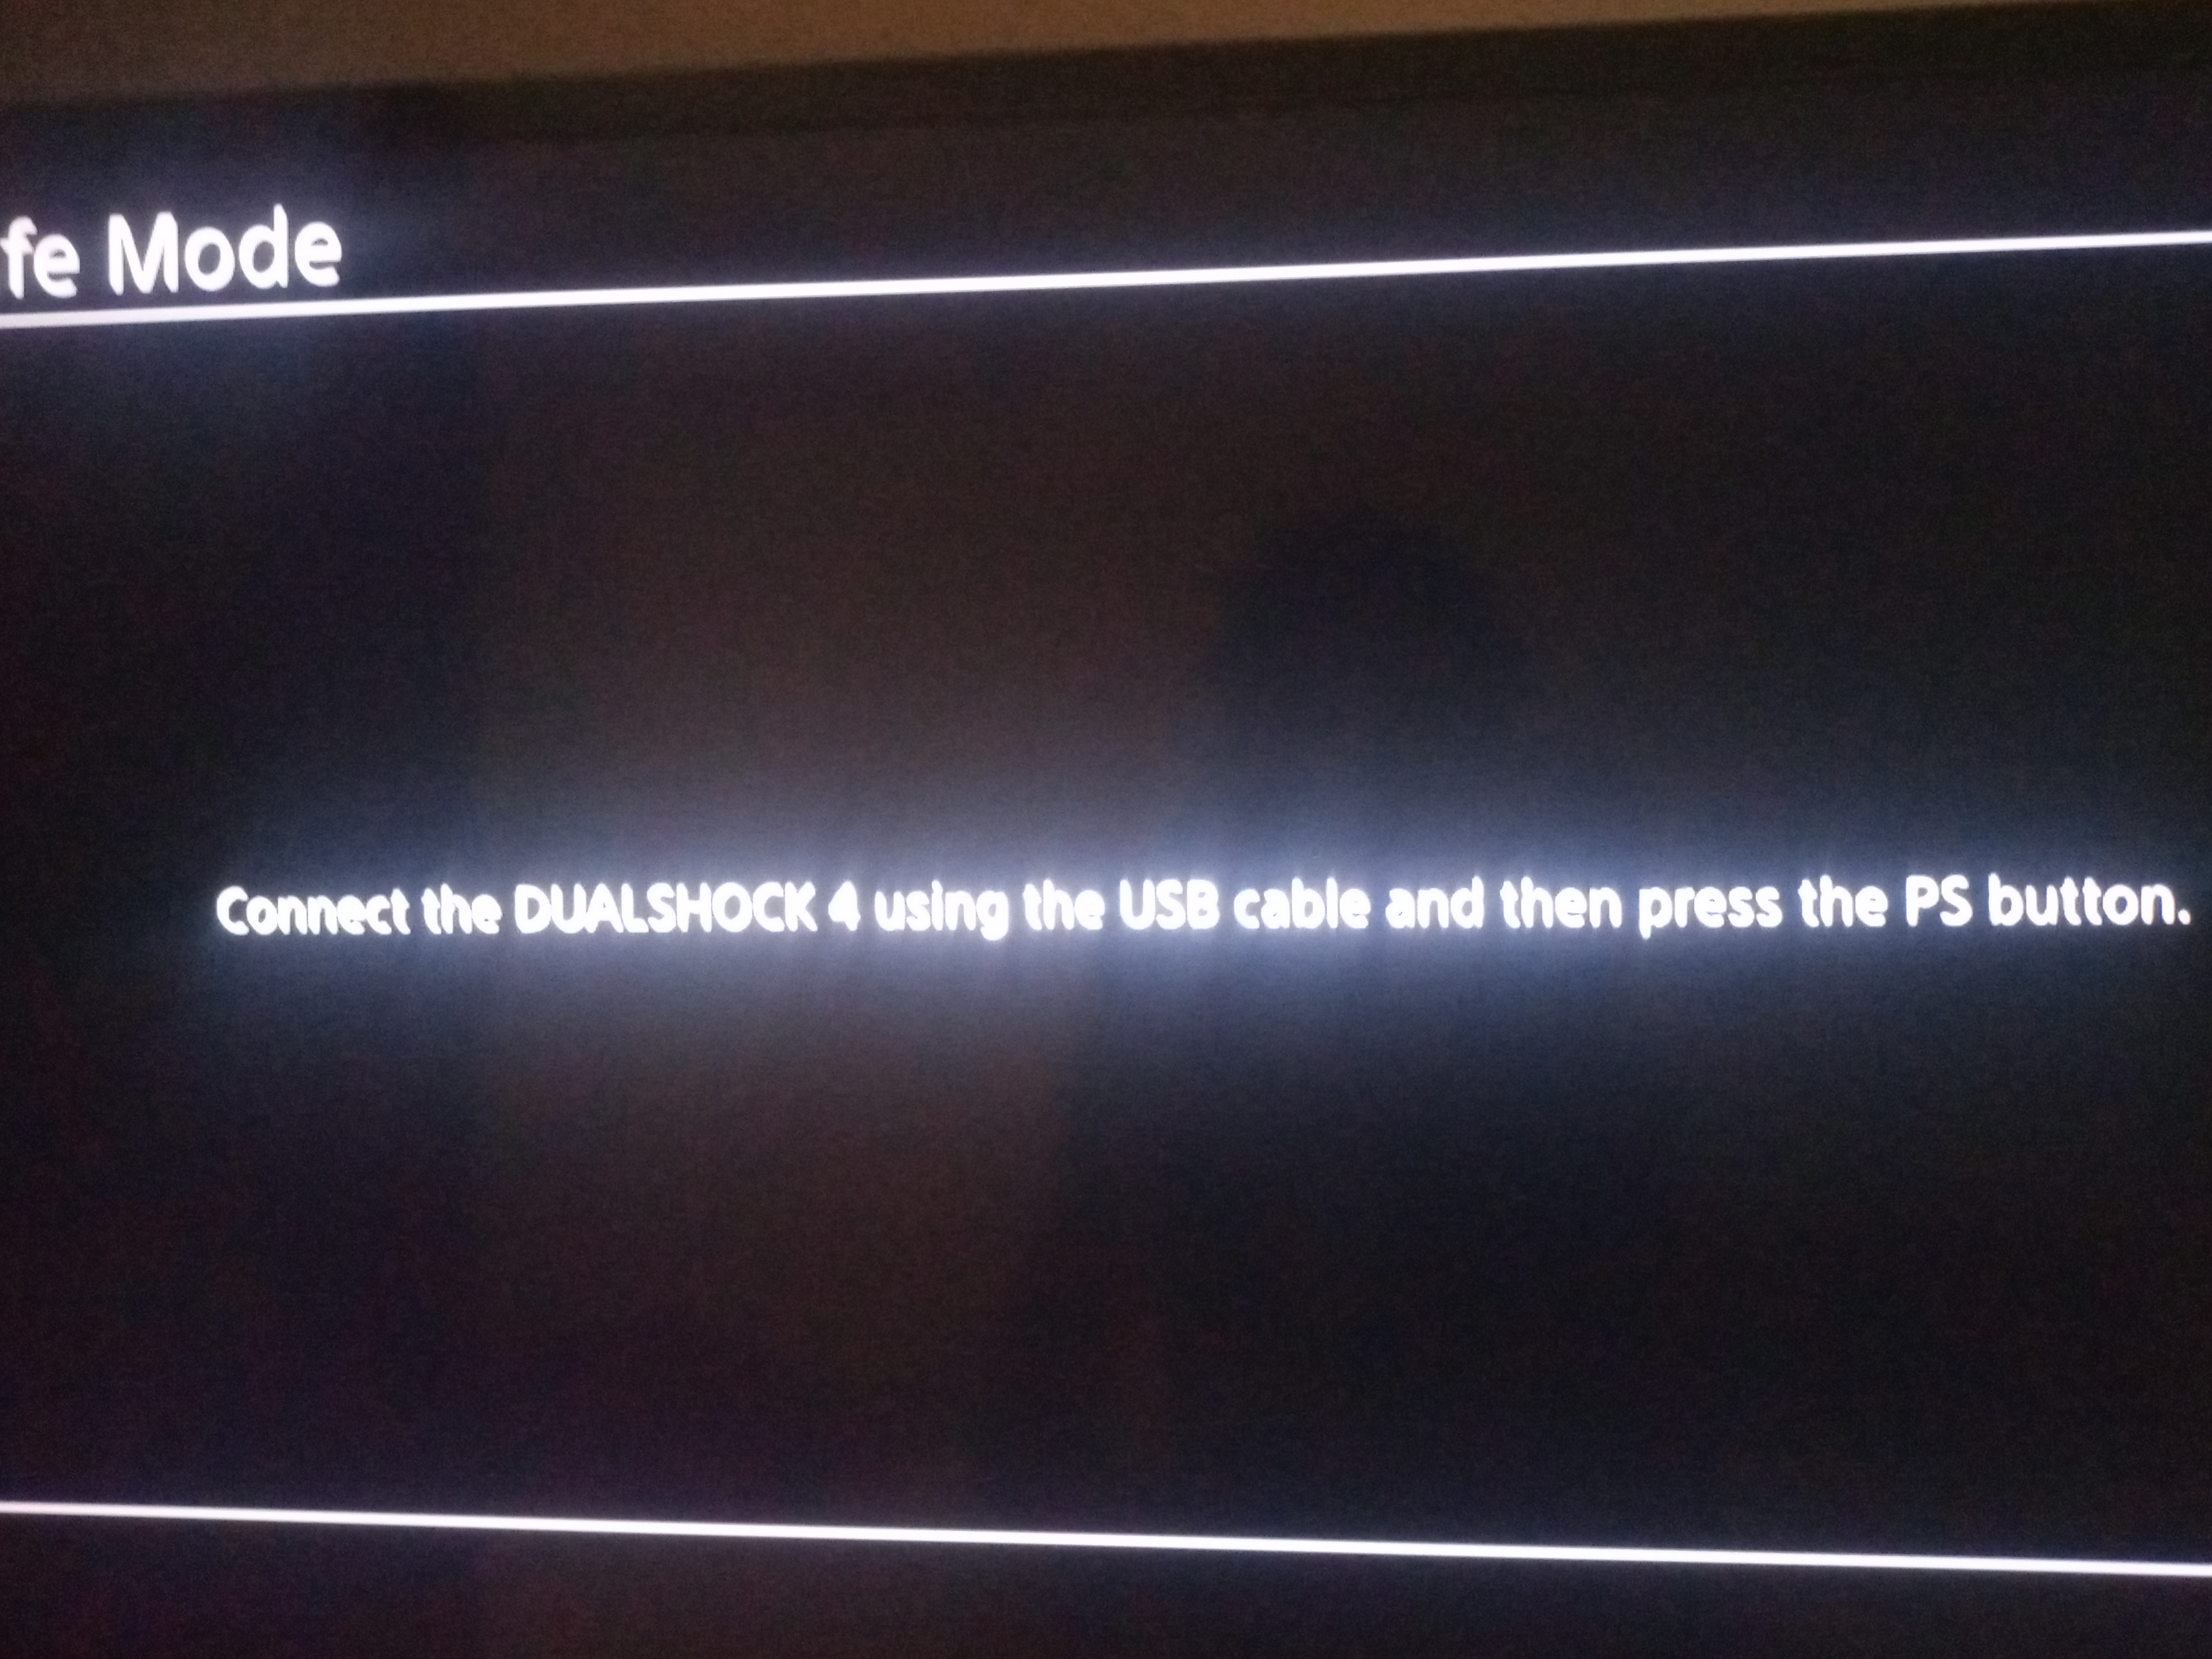 fe Mode
Connect the DUALSHOCK 4 using the USB cable and then press the PS button.